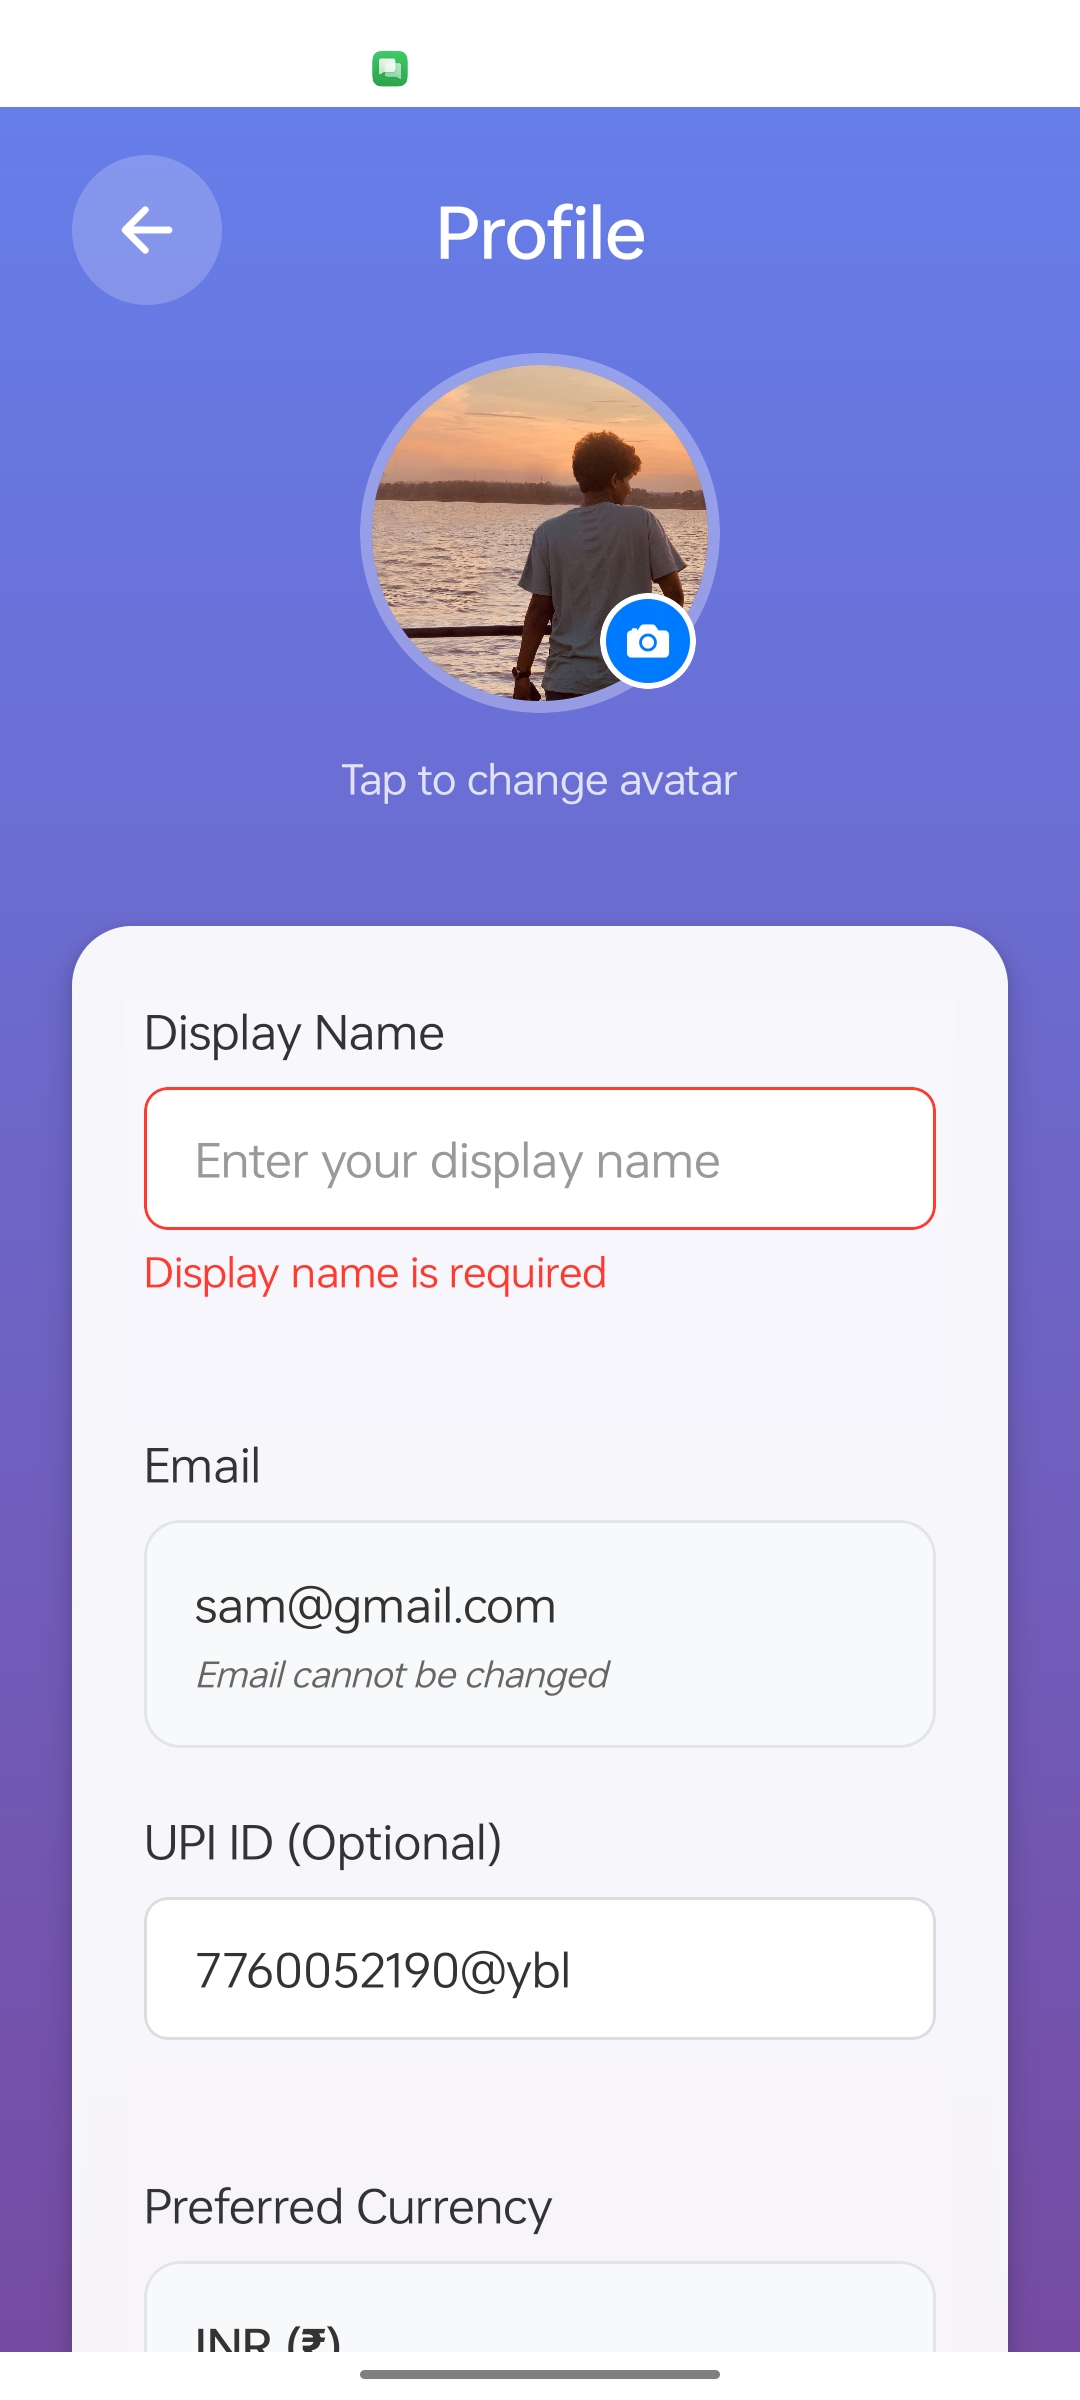 Profile
Tap to change avatar
Display Name
Enter your display name
Display name is required
Email
sam@gmail.com
Email cannot be changed
UPI ID (Optional)
7760052190@ybl
Preferred Currency
INR (₹)